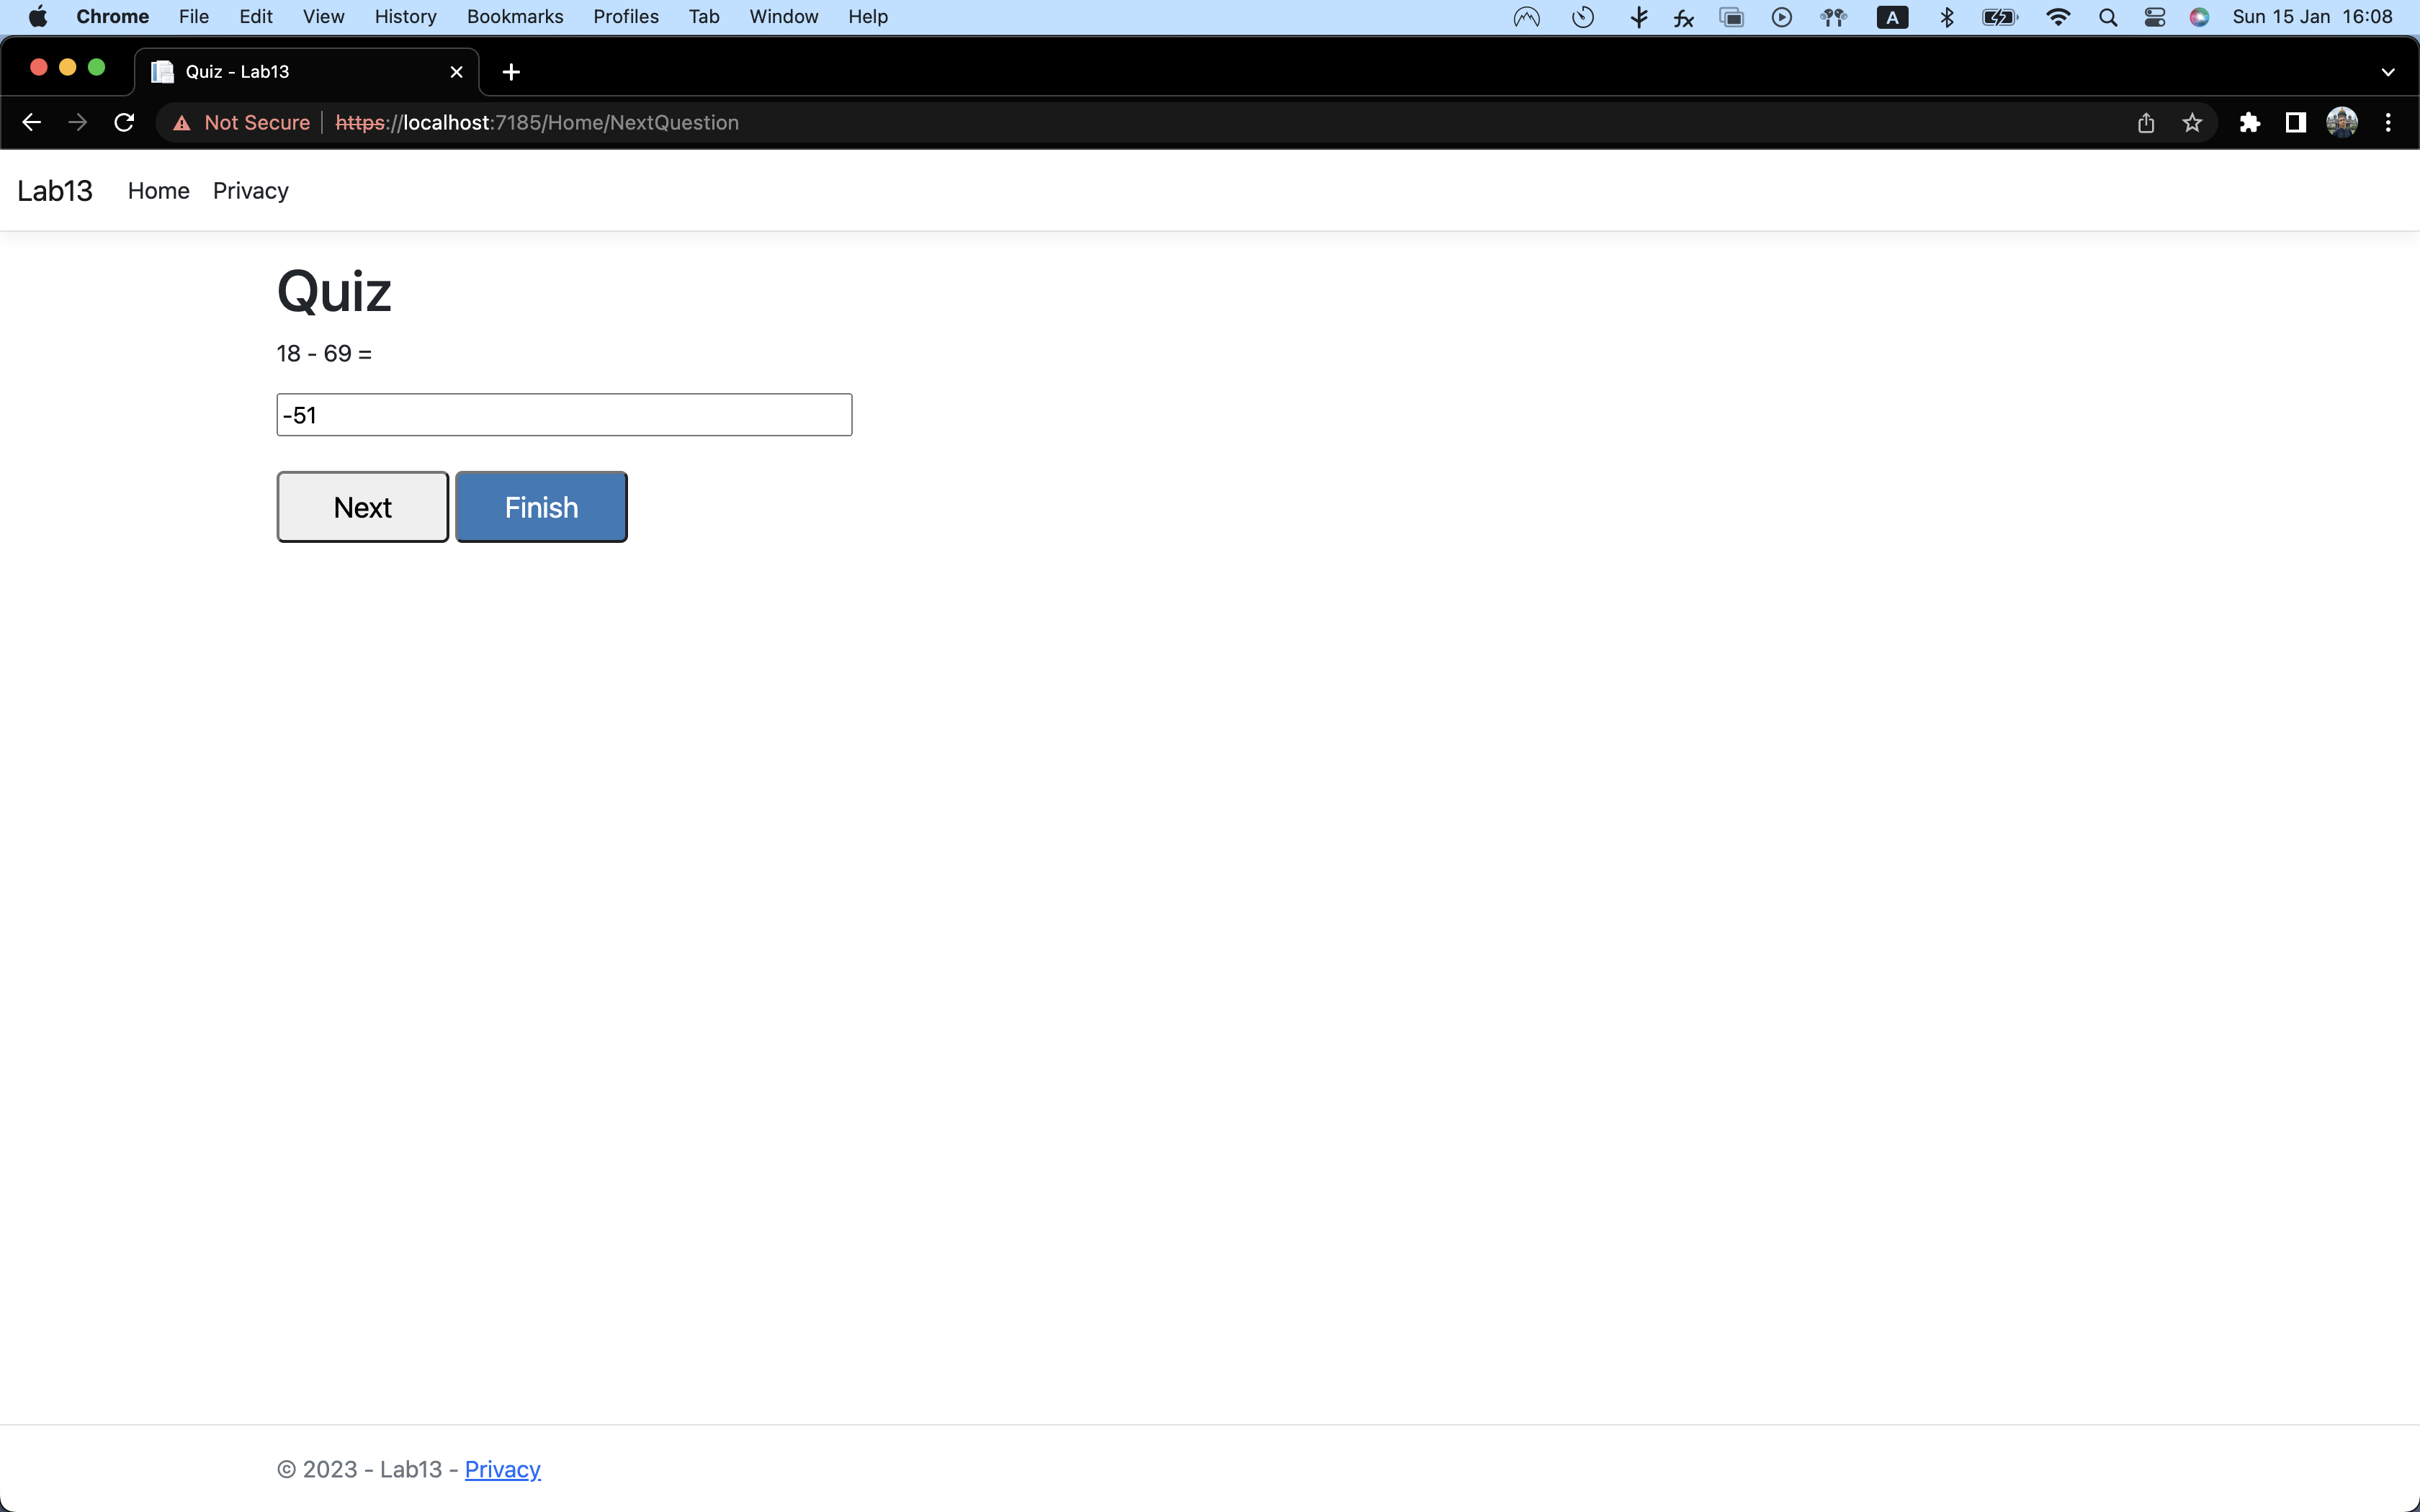 Chrome File Edit View History Bookmarks Profiles Tab Window Help A Sun 15 Jan 16:08
Quiz - Lab13
Not Secure https://localhost:7185/Home/NextQuestion
Lab13 Home Privacy
Quiz
18 - 69 =
-51
Next Finish
© 2023 - Lab13 - Privacy